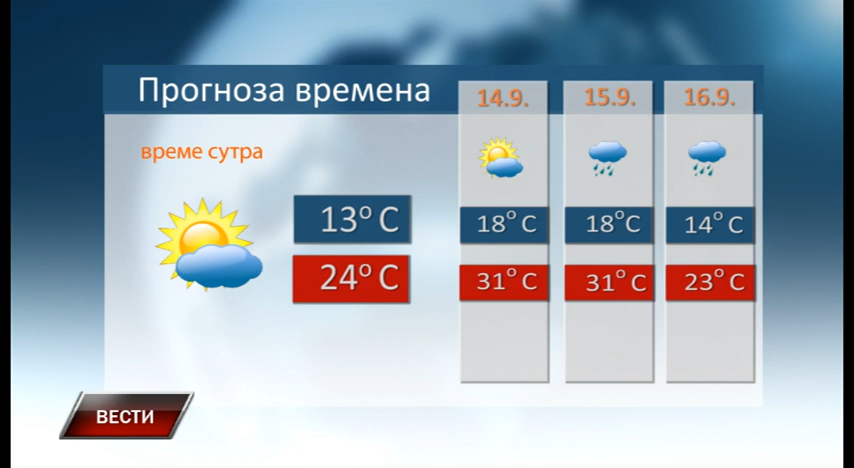 Прогноза времена
14.9.
15.9.
16.9.
време сутра
13° C
18° C
18°C
14° C
24° C
31° C
31° C
23° C
ВЕСТИ